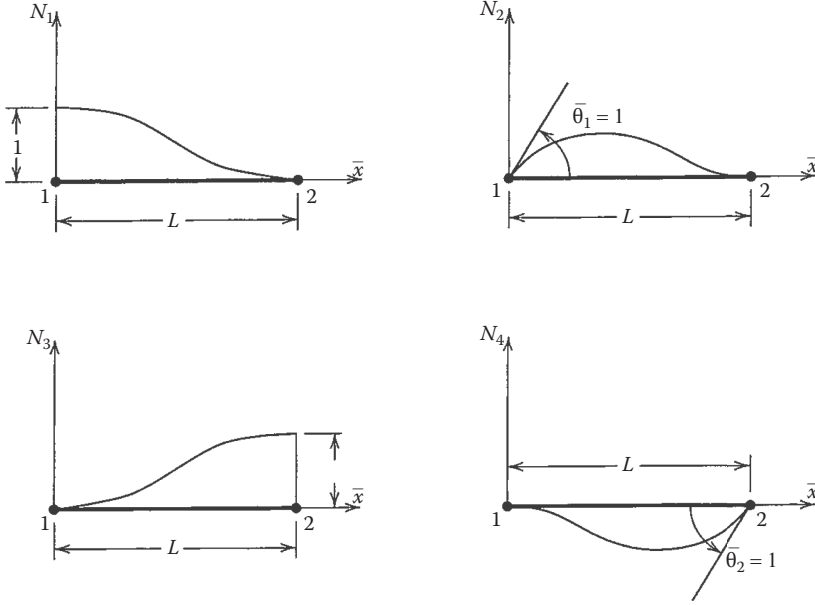 N₁
1
x̄
1
2
L
N₂
θ̄₁ = 1
x̄
1
2
L
N₃
x̄
1
2
L
N₄
L
x̄
1
2
θ̄₂ = 1